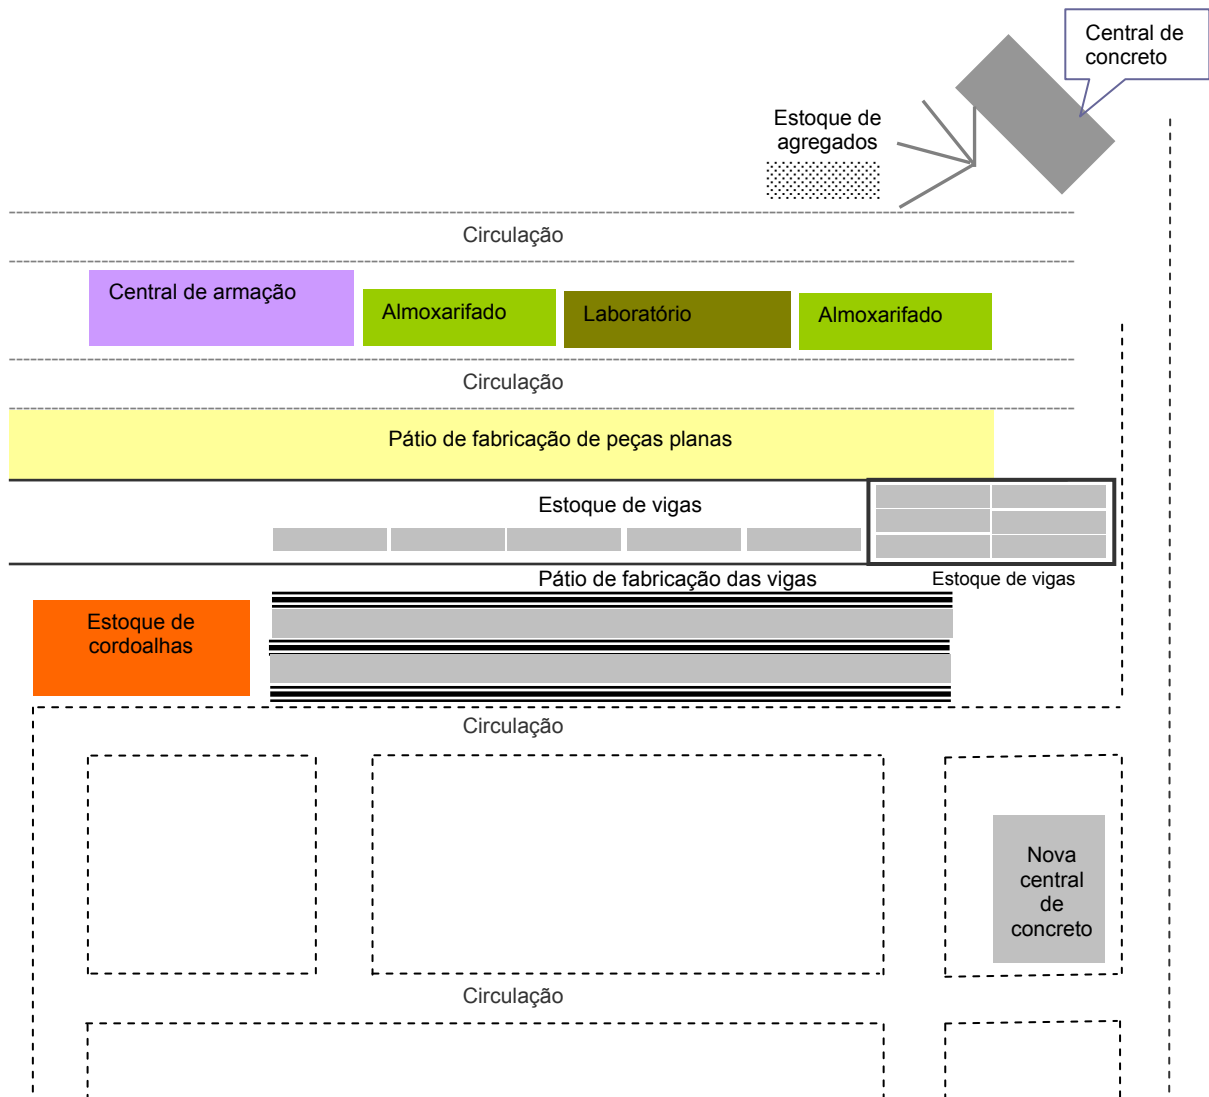 Central de
concreto
Estoque de
agregados
Circulação
Central de armação
Almoxarifado
Laboratório
Almoxarifado
Circulação
Pátio de fabricação de peças planas
Estoque de vigas
Pátio de fabricação das vigas
Estoque de vigas
Estoque de
cordoalhas
Circulação
Nova
central
de
concreto
Circulação